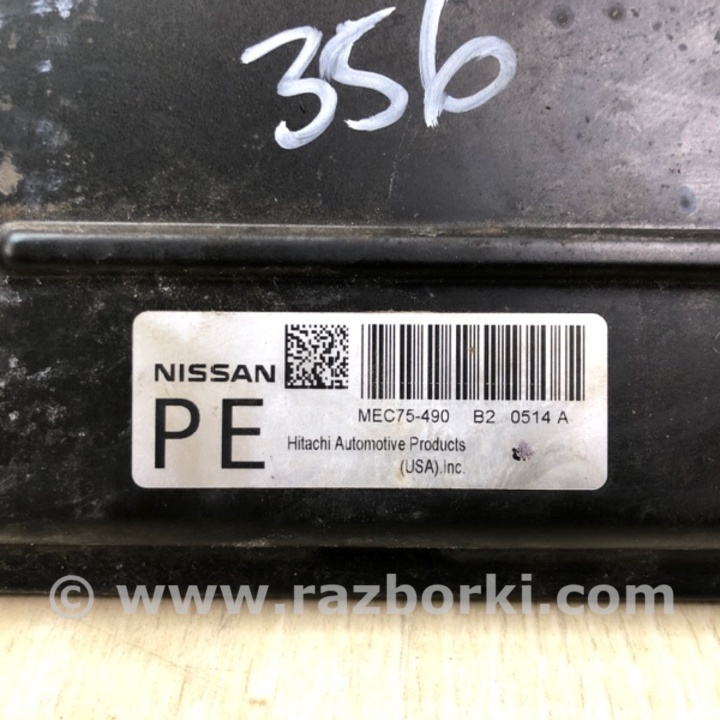 356
NISSAN
PE
MEC75-490 B2 0514 A
Hitachi Automotive Products
(USA).Inc.
© www.razborki.com